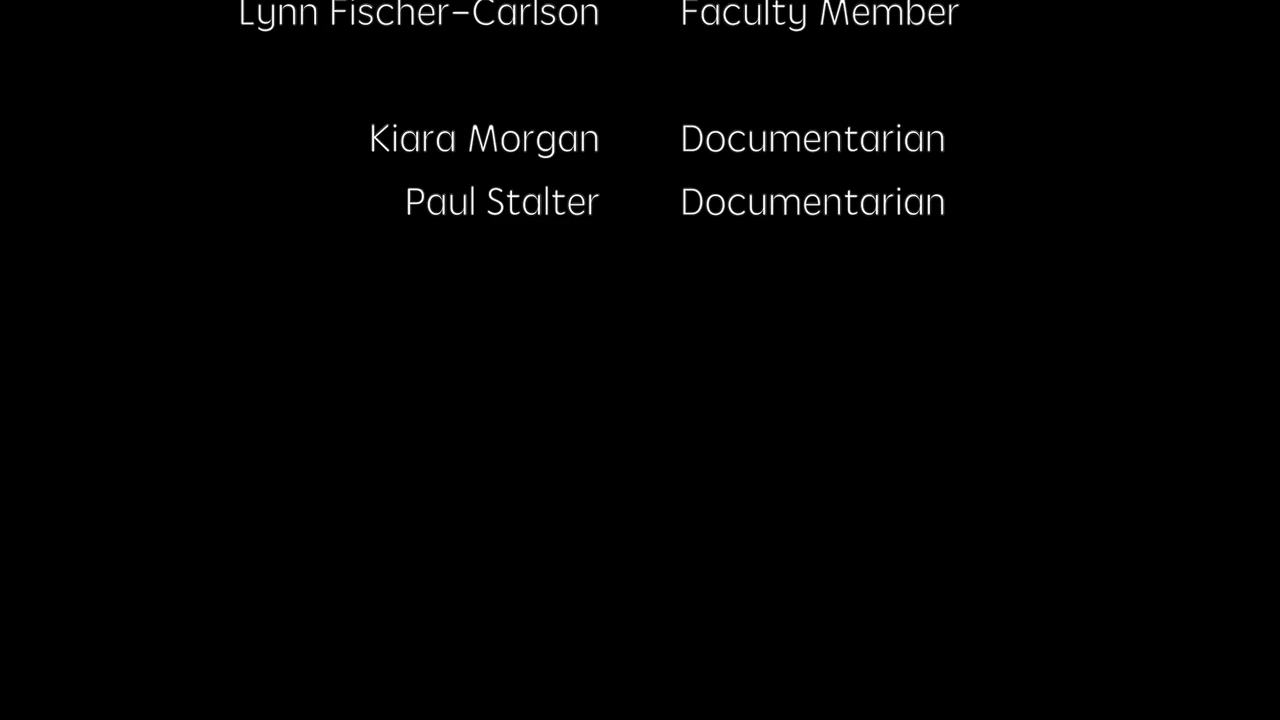 Lynn Fischer-Carlson Faculty Member
Kiara Morgan Documentarian
Paul Stalter Documentarian